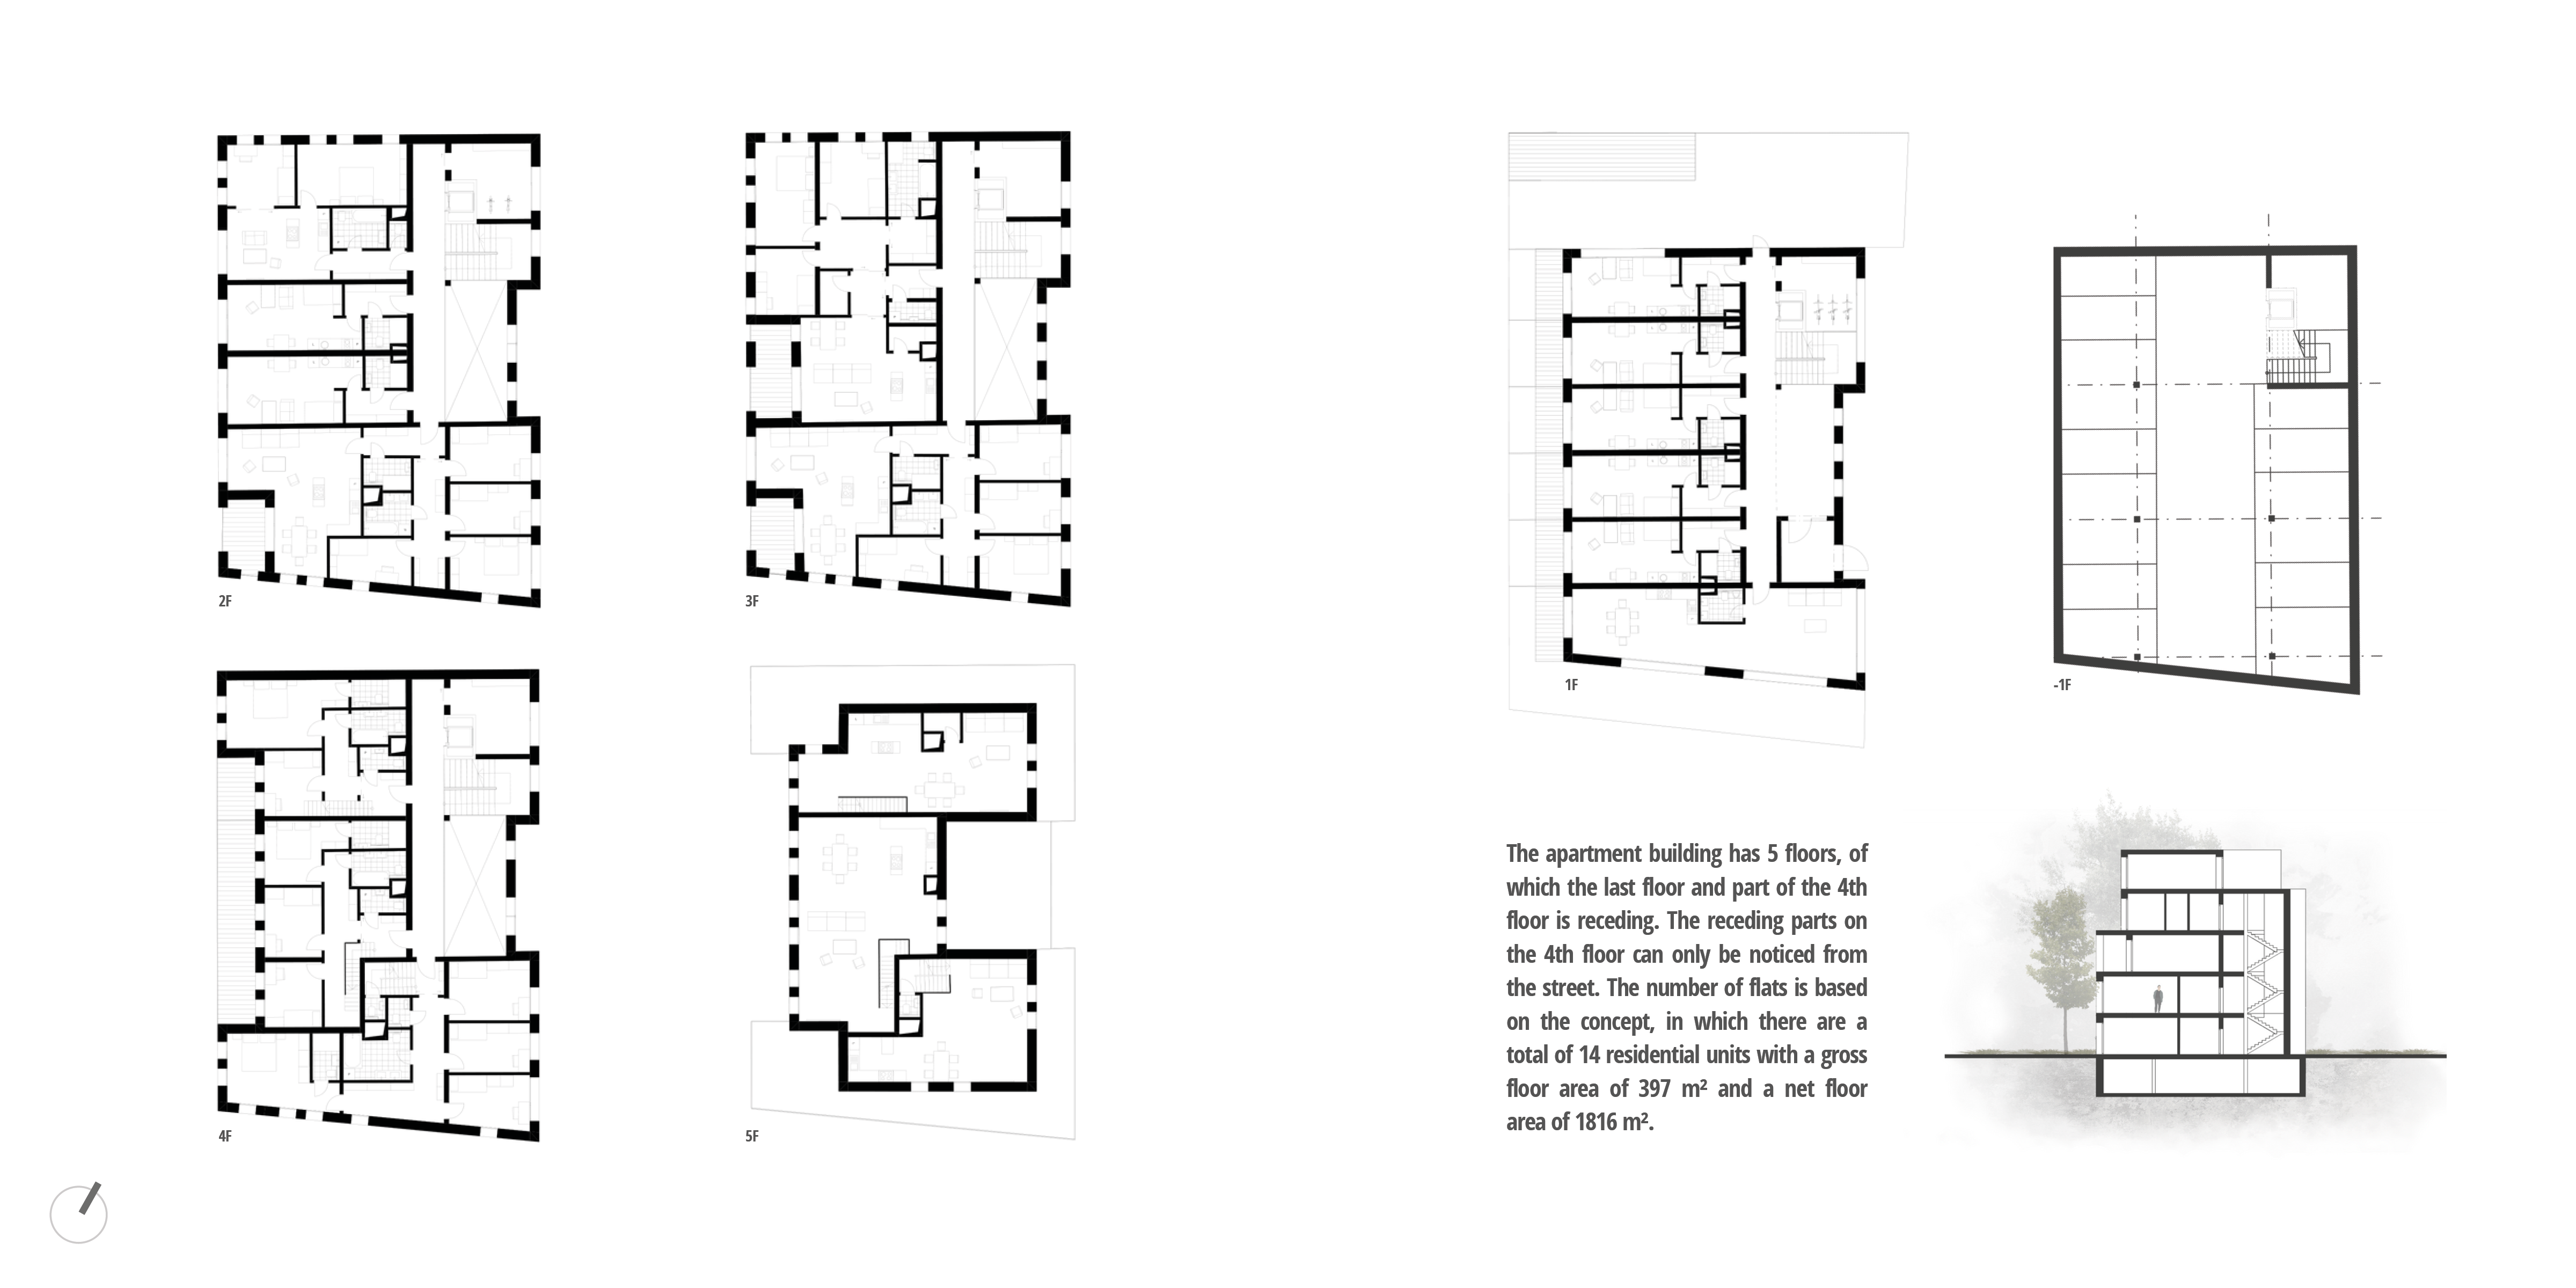 2F
3F
4F
5F
1F
-1F
The apartment building has 5 floors, of
which the last floor and part of the 4th
floor is receding. The receding parts on
the 4th floor can only be noticed from
the street. The number of flats is based
on the concept, in which there are a
total of 14 residential units with a gross
floor area of 397 m² and a net floor
area of 1816 m².